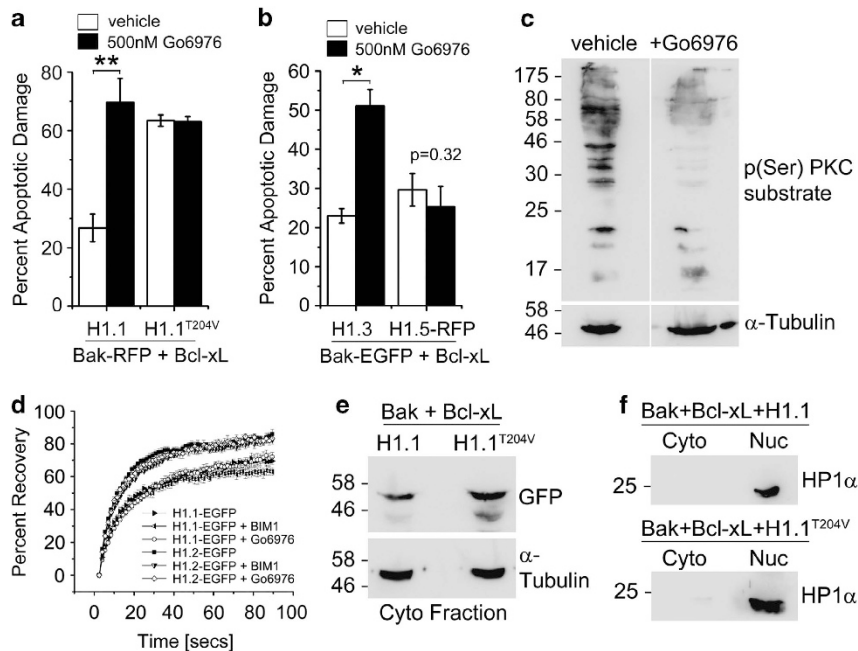 a
vehicle
500nM Go6976
**
Percent Apoptotic Damage
80
60
40
20
0
H1.1 H1.1T204V
Bak-RFP + Bcl-xL
b
vehicle
500nM Go6976
*
p=0.32
Percent Apoptotic Damage
60
50
40
30
20
10
0
H1.3 H1.5-RFP
Bak-EGFP + Bcl-xL
c
vehicle +Go6976
175
80
58
46
30
25
17
p(Ser) PKC
substrate
58
46
α-Tubulin
d
Percent Recovery
100
80
60
40
20
0
H1.1-EGFP
H1.1-EGFP + BIM1
H1.1-EGFP + Go6976
H1.2-EGFP
H1.2-EGFP + BIM1
H1.2-EGFP + Go6976
0 20 40 60 80 100
Time [secs]
e
Bak + Bcl-xL
H1.1 H1.1T204V
58
46
GFP
58
46
α-
Tubulin
Cyto Fraction
f
Bak+Bcl-xL+H1.1
Cyto Nuc
25
HP1α
Bak+Bcl-xL+H1.1T204V
Cyto Nuc
25
HP1α